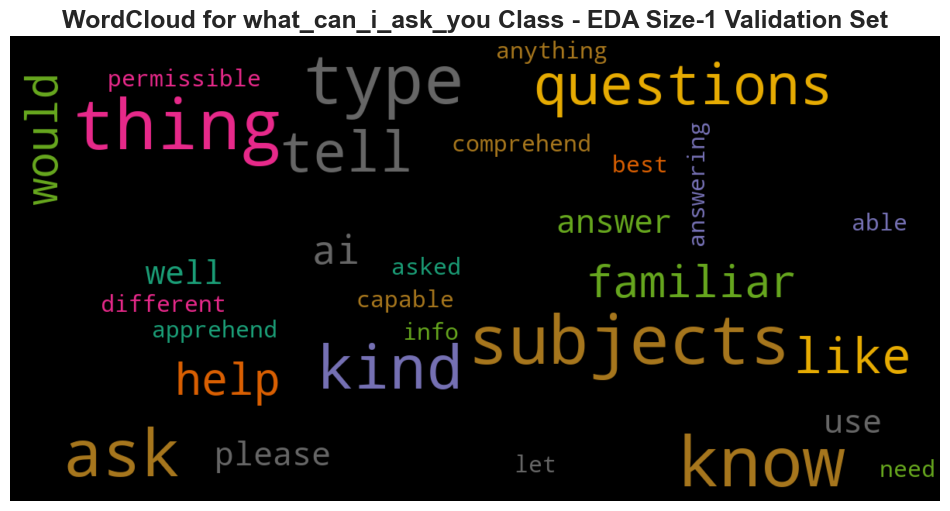 WordCloud for what_can_i_ask_you Class - EDA Size-1 Validation Set
anything
permissible
type
questions
would
thing
tell
comprehend
best
answering
answer
able
ai
well
asked
familiar
different
capable
apprehend
info
subjects
like
kind
help
ask
please
use
let
know
need